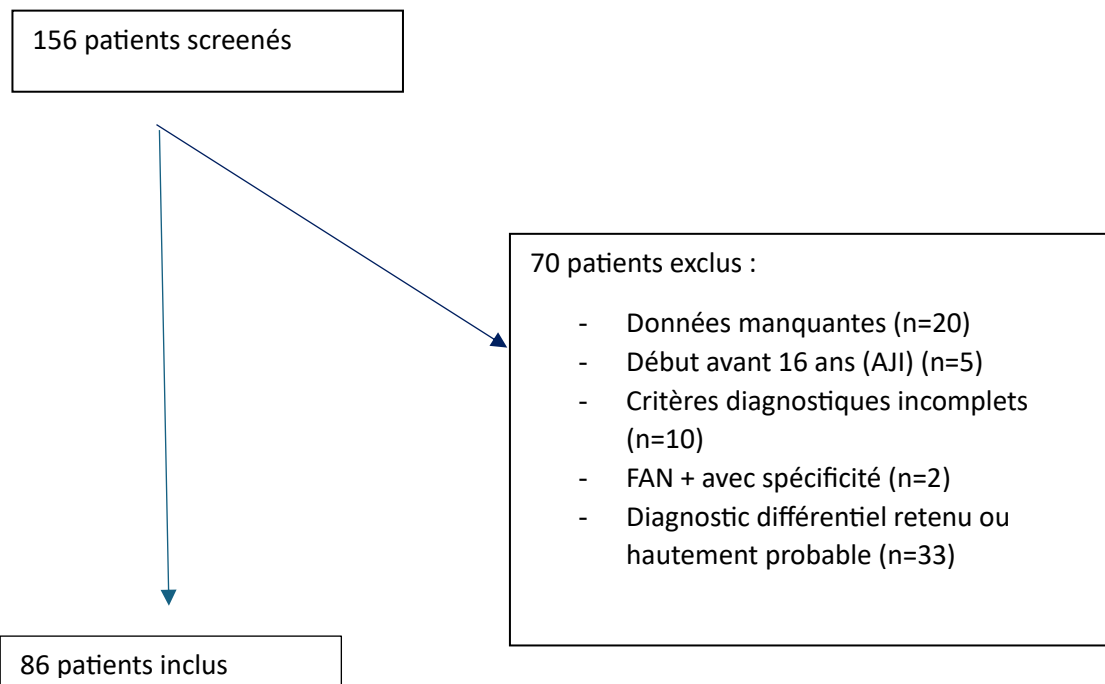 156 patients screenés
70 patients exclus :
- Données manquantes (n=20)
- Début avant 16 ans (AJI) (n=5)
- Critères diagnostiques incomplets
(n=10)
- FAN + avec spécificité (n=2)
- Diagnostic différentiel retenu ou
hautement probable (n=33)
86 patients inclus